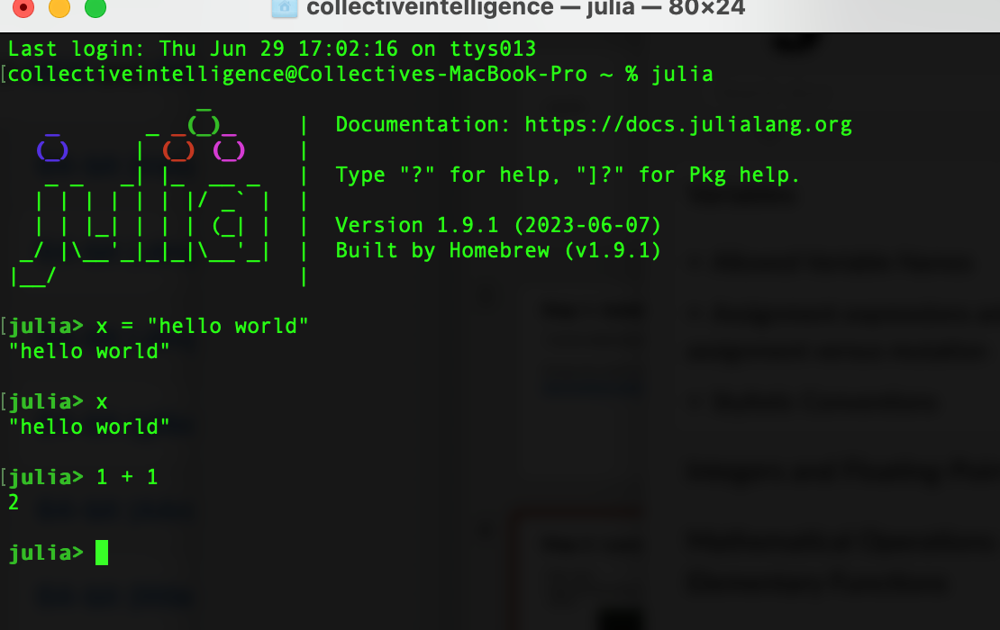 collectiveintelligence — julia — 80×24
Last login: Thu Jun 29 17:02:16 on ttys013
[collectiveintelligence@Collectives-MacBook-Pro ~ % julia
               _
   _       _ _(_)_     |  Documentation: https://docs.julialang.org
  (_)     | (_) (_)    |
   _ _   _| |_  __ _   |  Type "?" for help, "]?" for Pkg help.
  | | | | | | |/ _` |  |
  | | |_| | | | (_| |  |  Version 1.9.1 (2023-06-07)
 _/ |\__'_|_|_|\__'_|  |  Built by Homebrew (v1.9.1)
|__/                   |
[julia> x = "hello world"
"hello world"
[julia> x
"hello world"
[julia> 1 + 1
2
julia>